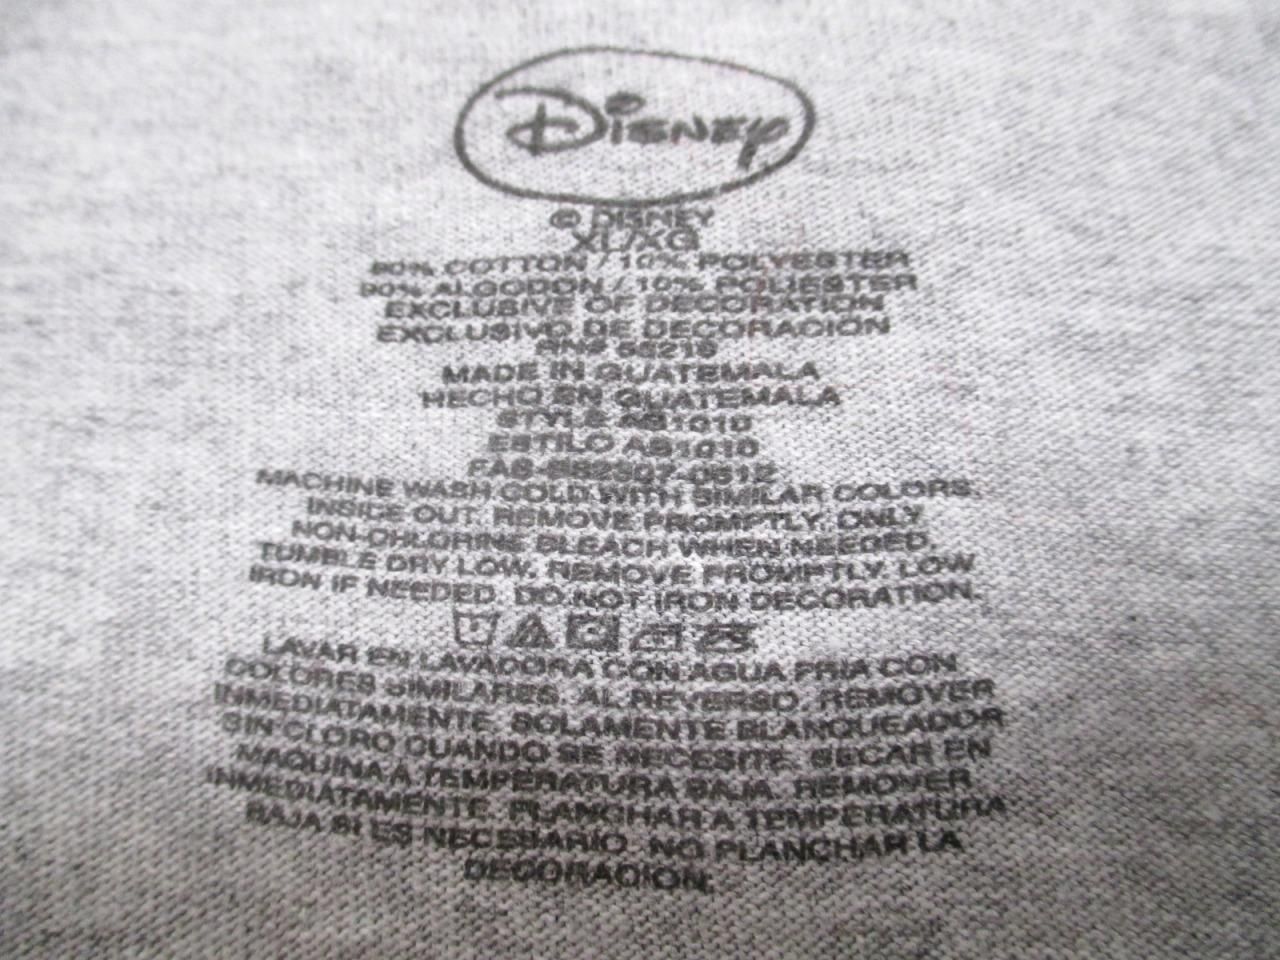 Disney
© DISNEY
XL/XG
90% COTTON / 10% POLYESTER
90% ALGODON / 10% POLIESTER
EXCLUSIVE OF DECORATION
EXCLUSIVO DE DECORACIÓN
RN# 56218
MADE IN GUATEMALA
HECHO EN GUATEMALA
STYLE AS1010
ESTILO AS1010
MACHINE WASH COLD WITH SIMILAR COLORS.
INSIDE OUT. REMOVE PROMPTLY. ONLY
NON-CHLORINE BLEACH WHEN NEEDED.
TUMBLE DRY LOW. REMOVE PROMPTLY. LOW
IRON IF NEEDED. DO NOT IRON DECORATION.
LAVAR EN LAVADORA CON AGUA FRIA CON
COLORES SIMILARES. AL REVERSO. REMOVER
INMEDIATAMENTE. SOLAMENTE BLANQUEADOR
SIN CLORO CUANDO SE NECESITE. SECAR EN
MAQUINA A TEMPERATURA BAJA. REMOVER
INMEDIATAMENTE. PLANCHAR A TEMPERATURA
BAJA SI ES NECESARIO. NO PLANCHAR LA
DECORACIÓN.